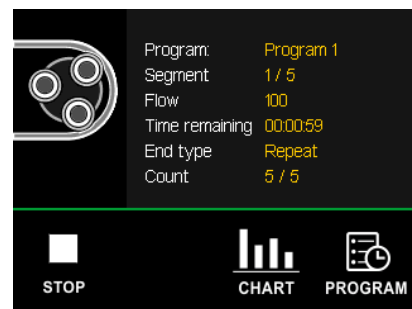 Program: Program 1
Segment 1 / 5
Flow 100
Time remaining 00:00:59
End type Repeat
Count 5 / 5
STOP CHART PROGRAM